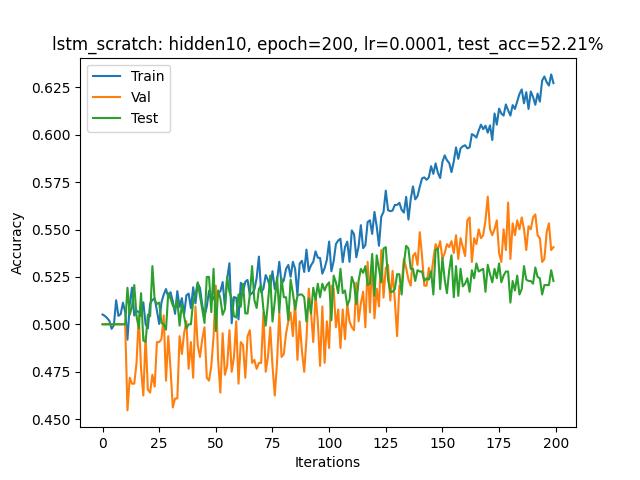 lstm_scratch: hidden10, epoch=200, lr=0.0001, test_acc=52.21%
Train
Val
Test
0.625
0.600
0.575
0.550
0.525
0.500
0.475
0.450
Accuracy
0 25 50 75 100 125 150 175 200
Iterations